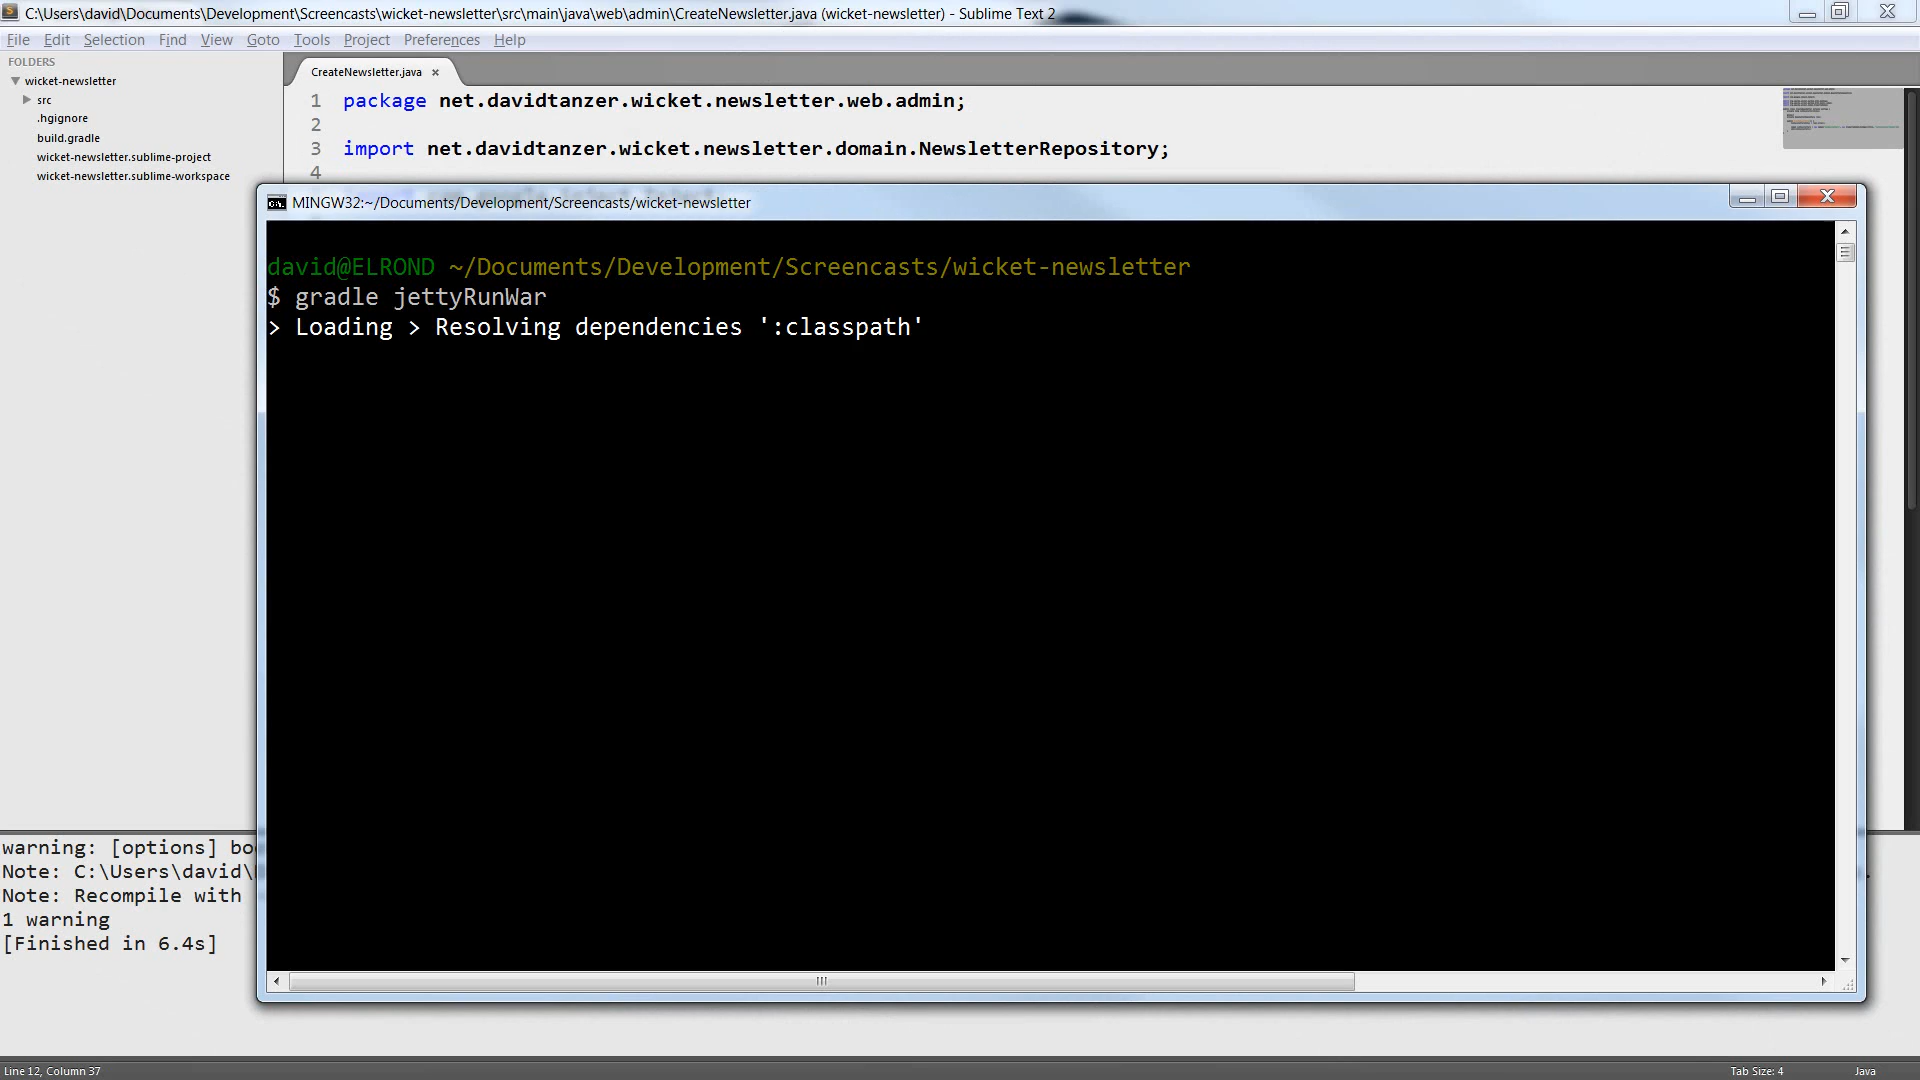 C:\Users\david\Documents\Development\Screencasts\wicket-newsletter\src\main\java\web\admin\CreateNewsletter.java (wicket-newsletter) - Sublime Text 2
File Edit Selection Find View Goto Tools Project Preferences Help
FOLDERS
wicket-newsletter
src
.hgignore
build.gradle
wicket-newsletter.sublime-project
wicket-newsletter.sublime-workspace
CreateNewsletter.java
1 package net.davidtanzer.wicket.newsletter.web.admin;
2
3 import net.davidtanzer.wicket.newsletter.domain.NewsletterRepository;
4
MINGW32:~/Documents/Development/Screencasts/wicket-newsletter
david@ELROND ~/Documents/Development/Screencasts/wicket-newsletter
$ gradle jettyRunWar
> Loading > Resolving dependencies ':classpath'
warning: [options] boo
Note: C:\Users\david\
Note: Recompile with
1 warning
[Finished in 6.4s]
Line 12, Column 37
Tab Size: 4
Java